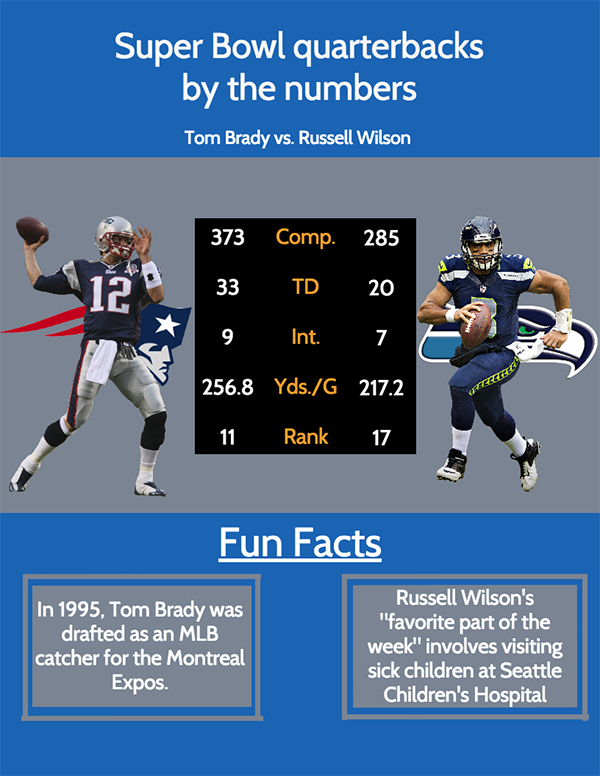 Super Bowl quarterbacks
by the numbers
Tom Brady vs. Russell Wilson
373 Comp. 285
33 TD 20
9 Int. 7
256.8 Yds./G 217.2
11 Rank 17
12
3
Fun Facts
In 1995, Tom Brady was
drafted as an MLB
catcher for the Montreal
Expos.
Russell Wilson's
"favorite part of the
week" involves visiting
sick children at Seattle
Children's Hospital